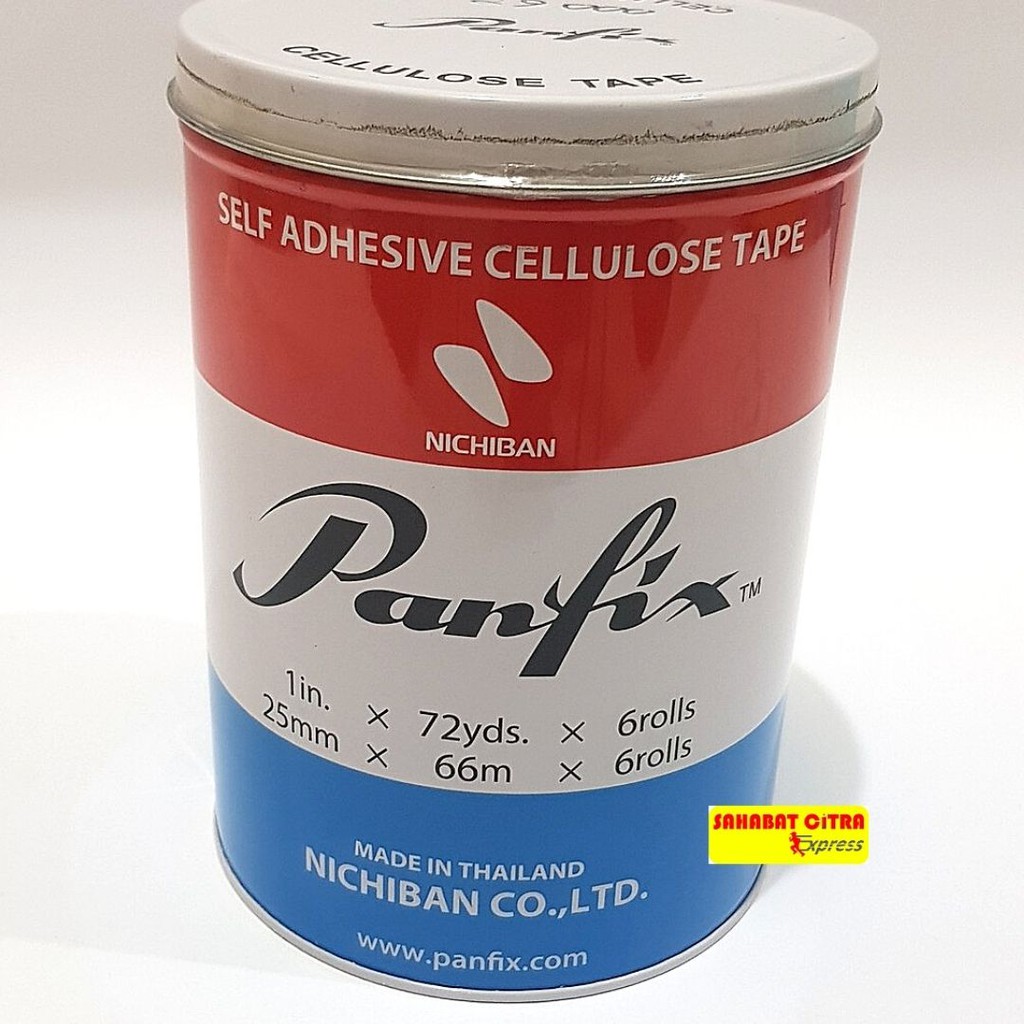 Panfix
CELLULOSE TAPE
SELF ADHESIVE CELLULOSE TAPE
NICHIBAN
Panfix™
1in. × 72yds. × 6rolls
25mm × 66m × 6rolls
MADE IN THAILAND
NICHIBAN CO.,LTD.
www.panfix.com
SAHABAT CiTRA
Express